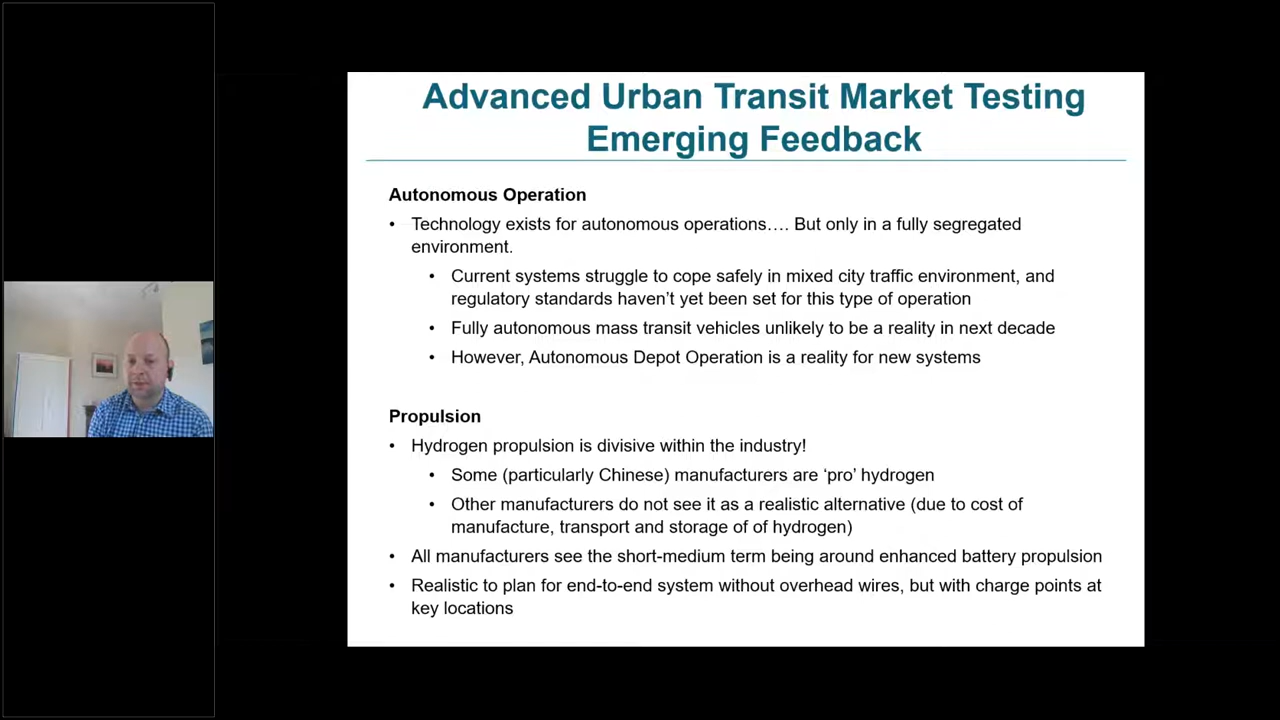 Advanced Urban Transit Market Testing
Emerging Feedback
Autonomous Operation
• Technology exists for autonomous operations…. But only in a fully segregated
environment.
• Current systems struggle to cope safely in mixed city traffic environment, and
regulatory standards haven’t yet been set for this type of operation
• Fully autonomous mass transit vehicles unlikely to be a reality in next decade
• However, Autonomous Depot Operation is a reality for new systems
Propulsion
• Hydrogen propulsion is divisive within the industry!
• Some (particularly Chinese) manufacturers are ‘pro’ hydrogen
• Other manufacturers do not see it as a realistic alternative (due to cost of
manufacture, transport and storage of of hydrogen)
• All manufacturers see the short-medium term being around enhanced battery propulsion
• Realistic to plan for end-to-end system without overhead wires, but with charge points at
key locations